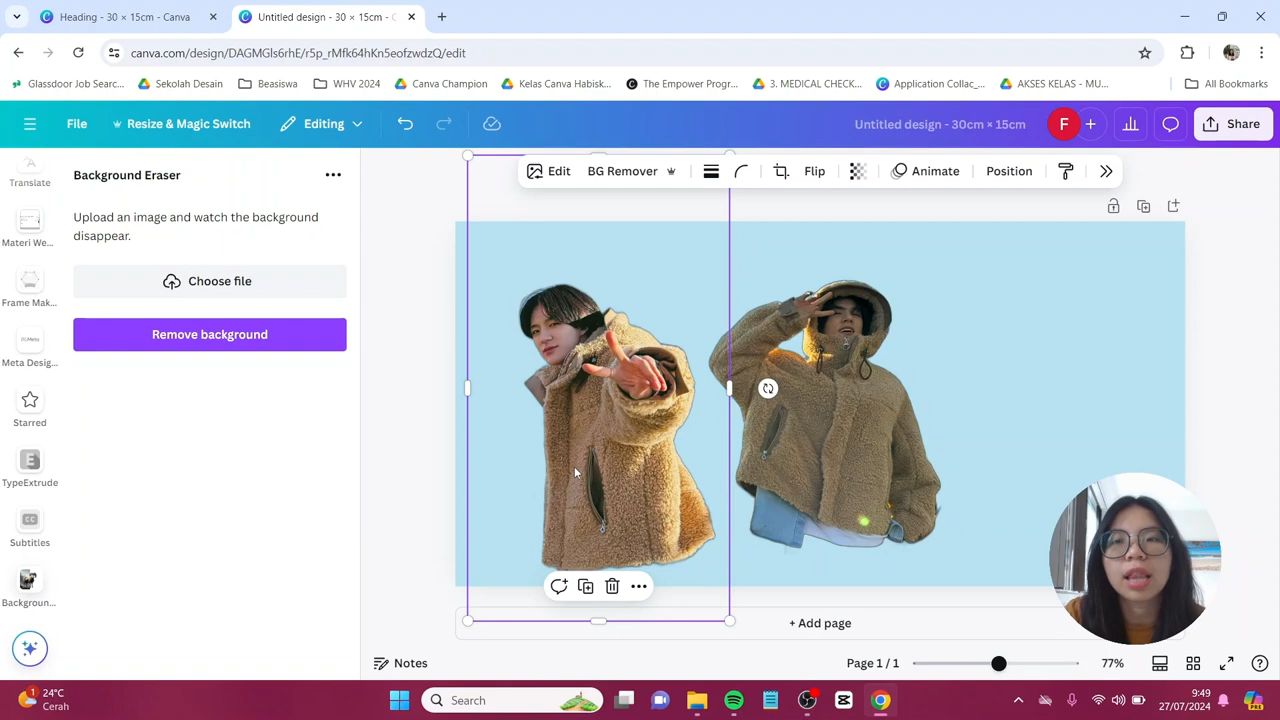 Heading - 30 × 15cm - Canva
Untitled design - 30 × 15cm - C
canva.com/design/DAGMGls6rhE/r5p_rMfk64hKn5eofzwdzQ/edit
Glassdoor Job Searc...
Sekolah Desain
Beasiswa
WHV 2024
Canva Champion
Kelas Canva Habisk...
The Empower Progr...
3. MEDICAL CHECK...
Application Collac_...
AKSES KELAS - MU...
All Bookmarks
File
Resize & Magic Switch
Editing
Untitled design - 30cm × 15cm
F
Share
Translate
Materi We...
Frame Mak...
Meta
Meta Desig...
Starred
E
TypeExtrude
CC
Subtitles
Backgroun...
Background Eraser
Upload an image and watch the background
disappear.
Choose file
Remove background
Edit
BG Remover
Flip
Animate
Position
+ Add page
Notes
Page 1 / 1
77%
1
24°C
Cerah
Search
9:49
27/07/2024